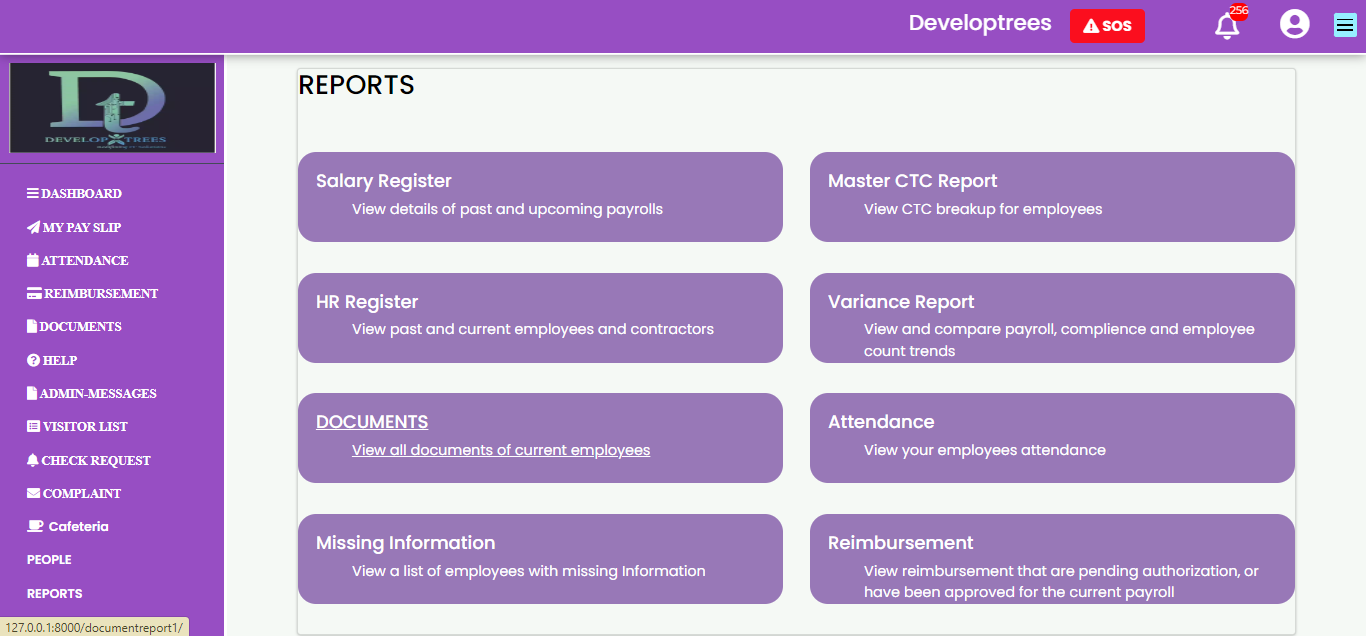 Developtrees
SOS
256
Dt
DEVELOP TREES
DASHBOARD
MY PAY SLIP
ATTENDANCE
REIMBURSEMENT
DOCUMENTS
HELP
ADMIN-MESSAGES
VISITOR LIST
CHECK REQUEST
COMPLAINT
Cafeteria
PEOPLE
REPORTS
127.0.0.1:8000/documentreport1/
REPORTS
Salary Register
View details of past and upcoming payrolls
Master CTC Report
View CTC breakup for employees
HR Register
View past and current employees and contractors
Variance Report
View and compare payroll, complience and employee
count trends
DOCUMENTS
View all documents of current employees
Attendance
View your employees attendance
Missing Information
View a list of employees with missing Information
Reimbursement
View reimbursement that are pending authorization, or
have been approved for the current payroll